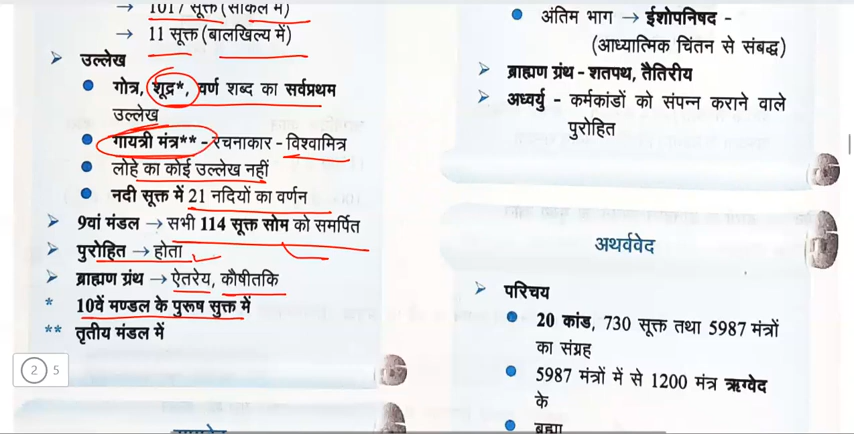 → 1017 सूक्त (साकल में)
→ 11 सूक्त (बालखिल्य में)
उल्लेख
गोत्र, शूद्र*, वर्ण शब्द का सर्वप्रथम
उल्लेख
गायत्री मंत्र** - रचनाकार - विश्वामित्र
लोहे का कोई उल्लेख नहीं
नदी सूक्त में 21 नदियों का वर्णन
9वां मंडल → सभी 114 सूक्त सोम को समर्पित
पुरोहित → होता
ब्राह्मण ग्रंथ → ऐतरेय, कौषीतकि
* 10वें मण्डल के पुरूष सुक्त में
** तृतीय मंडल में
2 5
अंतिम भाग → ईशोपनिषद -
(आध्यात्मिक चिंतन से संबद्ध)
ब्राह्मण ग्रंथ - शतपथ, तैतिरीय
अध्वर्यु - कर्मकांडों को संपन्न कराने वाले
पुरोहित
अथर्ववेद
परिचय
20 कांड, 730 सूक्त तथा 5987 मंत्रों
का संग्रह
5987 मंत्रों में से 1200 मंत्र ऋग्वेद
के
ब्रह्मा